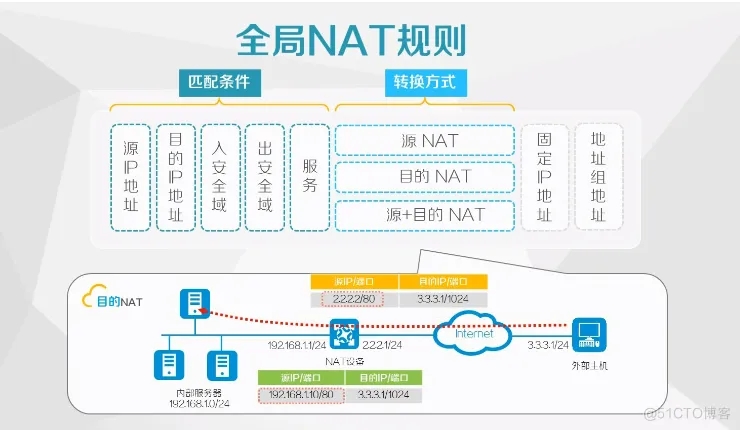 全局NAT规则
匹配条件
转换方式
源IP地址
目的IP地址
入安全域
出安全域
服务
源 NAT
目的 NAT
源+目的 NAT
固定IP地址
地址组地址
目的NAT
源IP/端口 目的IP/端口
2.2.2.2/80 3.3.3.1/1024
192.168.1.1/24
2.2.2.1/24
Internet
3.3.3.1/24
NAT设备
外部主机
内部服务器
192.168.1.0/24
源IP/端口 目的IP/端口
192.168.1.10/80 3.3.3.1/1024
@51CTO博客